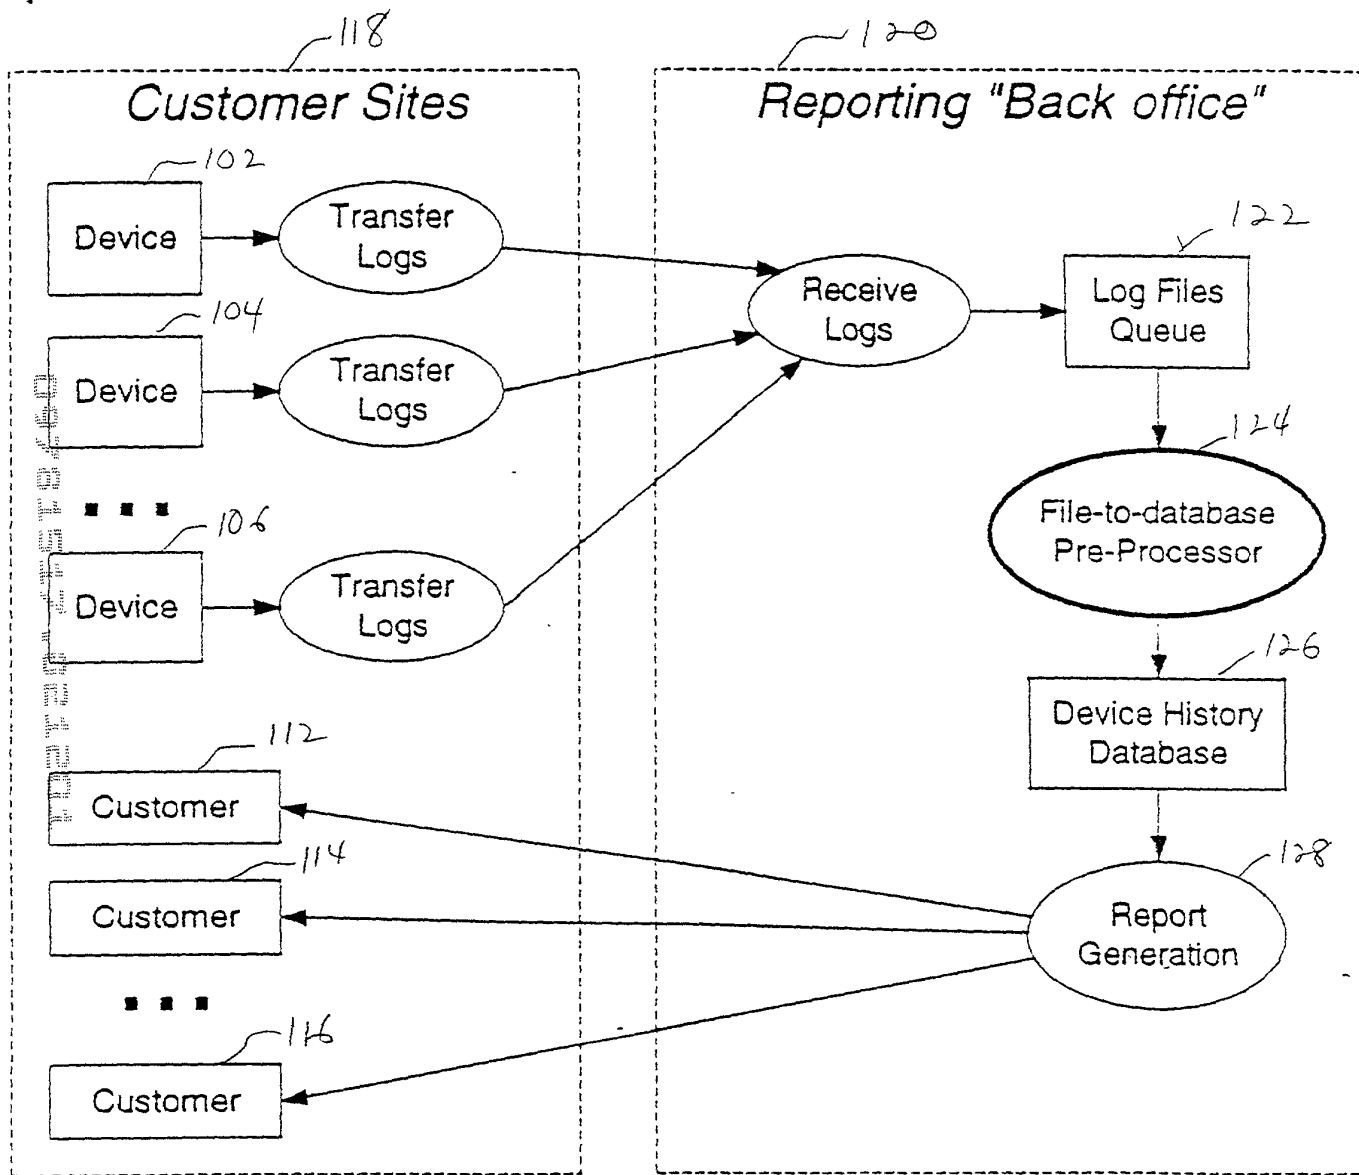 118
120
Customer Sites
Reporting "Back office"
102
Device
Transfer
Logs
104
Device
Transfer
Logs
106
Device
Transfer
Logs
Receive
Logs
122
Log Files
Queue
124
File-to-database
Pre-Processor
126
Device History
Database
128
Report
Generation
112
Customer
114
Customer
116
Customer